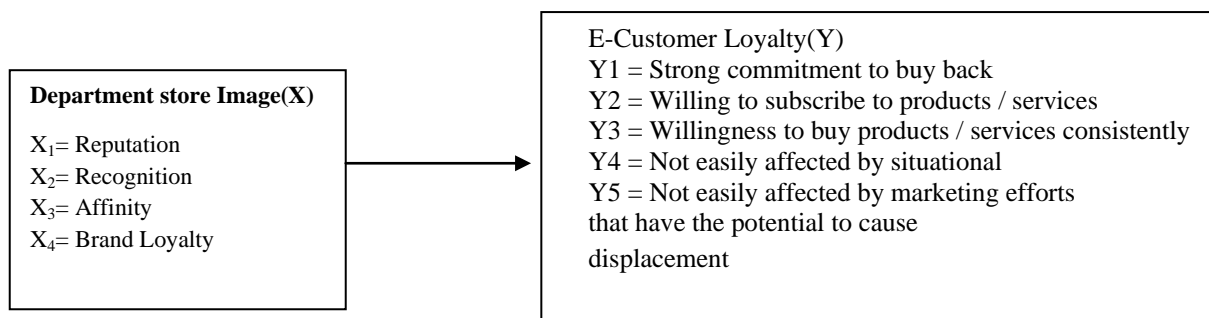 Department store Image(X)
X₁= Reputation
X₂= Recognition
X₃= Affinity
X₄= Brand Loyalty
E-Customer Loyalty(Y)
Y1 = Strong commitment to buy back
Y2 = Willing to subscribe to products / services
Y3 = Willingness to buy products / services consistently
Y4 = Not easily affected by situational
Y5 = Not easily affected by marketing efforts
that have the potential to cause
displacement